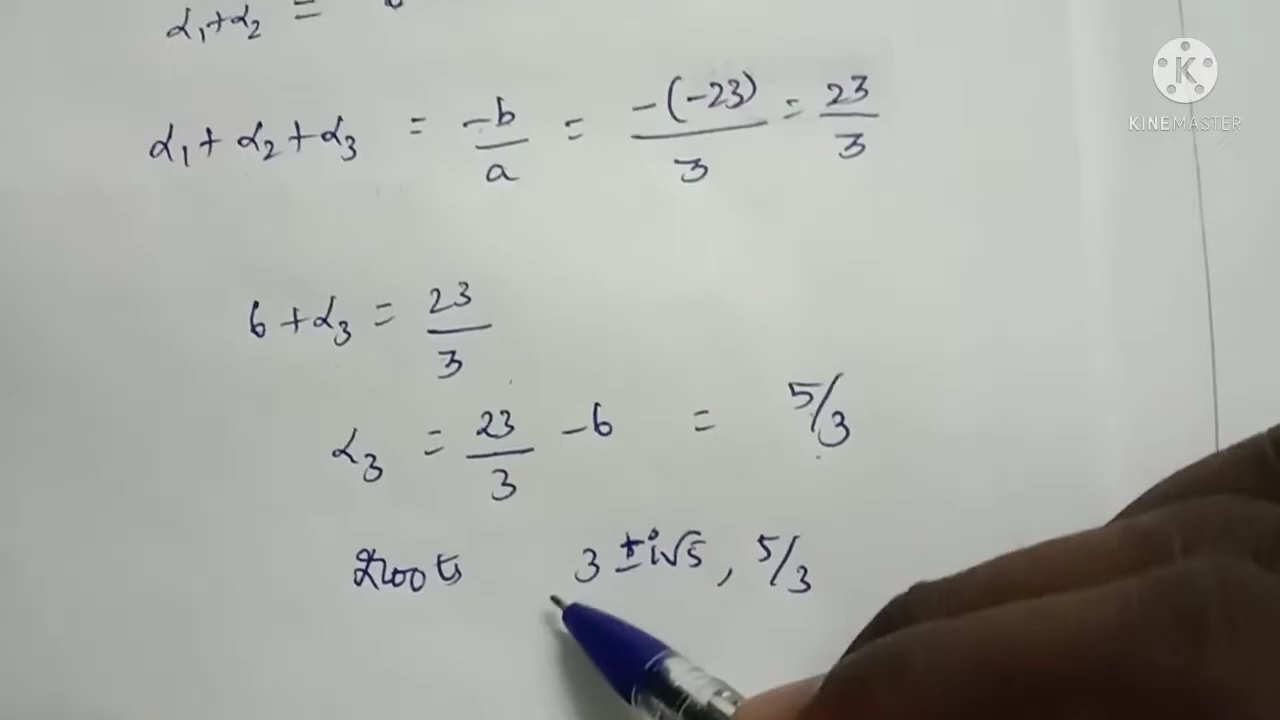 α₁+α₂ =
α₁ + α₂ + α₃ = -b/a = -(-23)/3 = 23/3
K
KINEMASTER
6 + α₃ = 23/3
α₃ = 23/3 - 6 = 5/3
Roots 3 ± i√5, 5/3